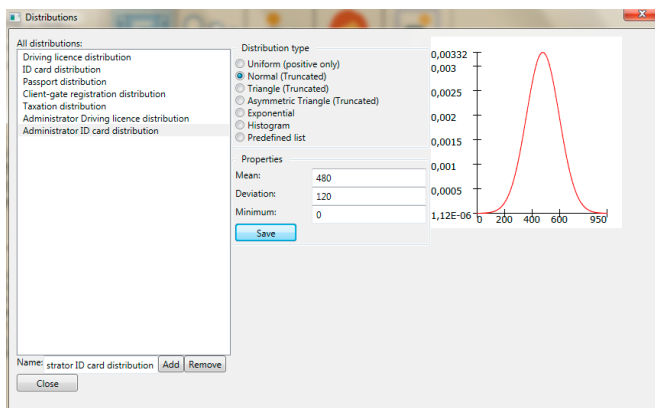 Distributions
All distributions:
Driving licence distribution
ID card distribution
Passport distribution
Client-gate registration distribution
Taxation distribution
Administrator Driving licence distribution
Administrator ID card distribution
Name:
strator ID card distribution
Add
Remove
Close
Distribution type
Uniform (positive only)
Normal (Truncated)
Triangle (Truncated)
Asymmetric Triangle (Truncated)
Exponential
Histogram
Predefined list
Properties
Mean:
480
Deviation:
120
Minimum:
0
Save
0,00332
0,003
0,0025
0,002
0,0015
0,001
0,0005
1,12E-06
0 200 400 600 950